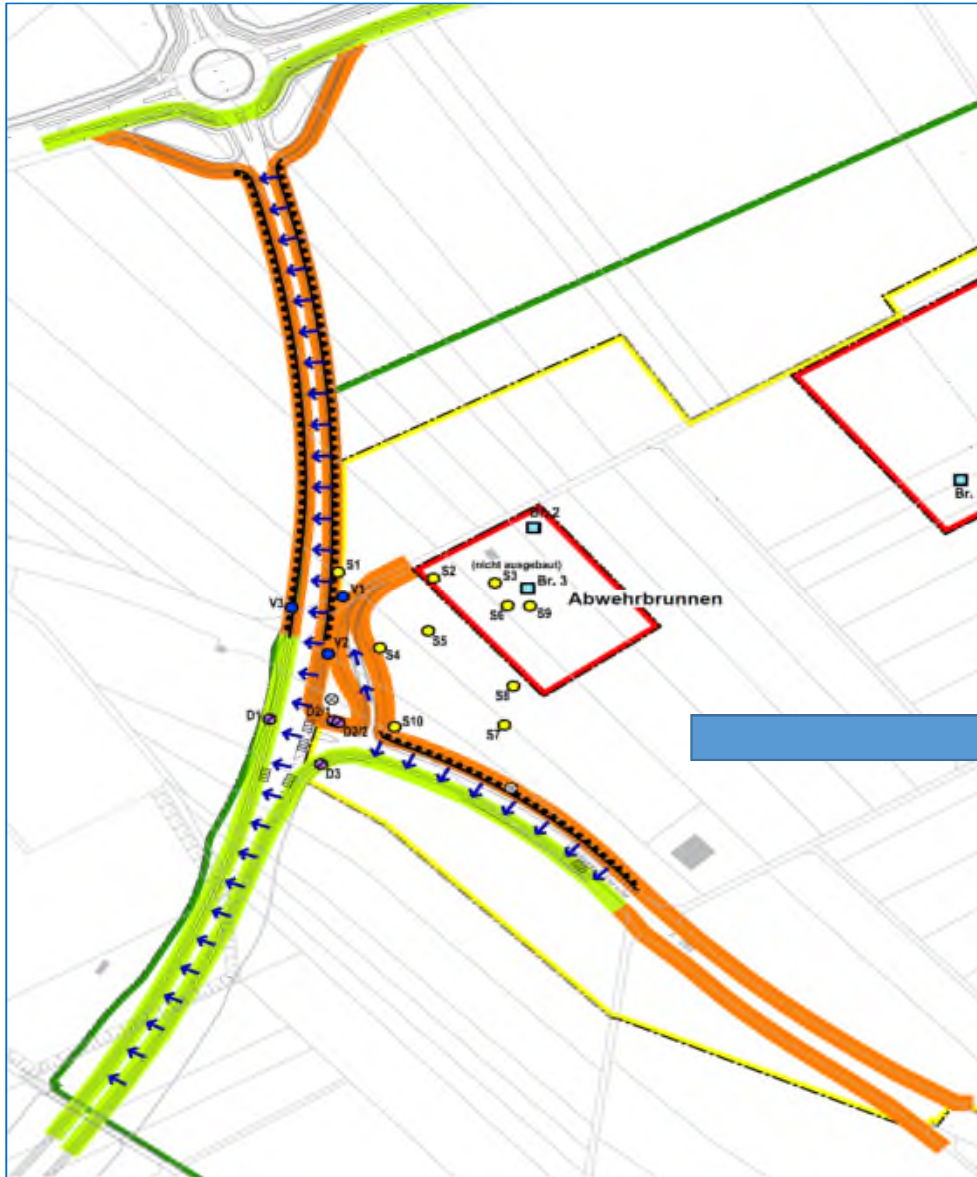 Br. 2
Br.
(nicht ausgebaut)
S1
S2
S3
Br. 3
V1
V3
S6
S9
Abwehrbrunnen
S5
S4
V2
S8
D1
D2/1
D2/2
S10
S7
D3